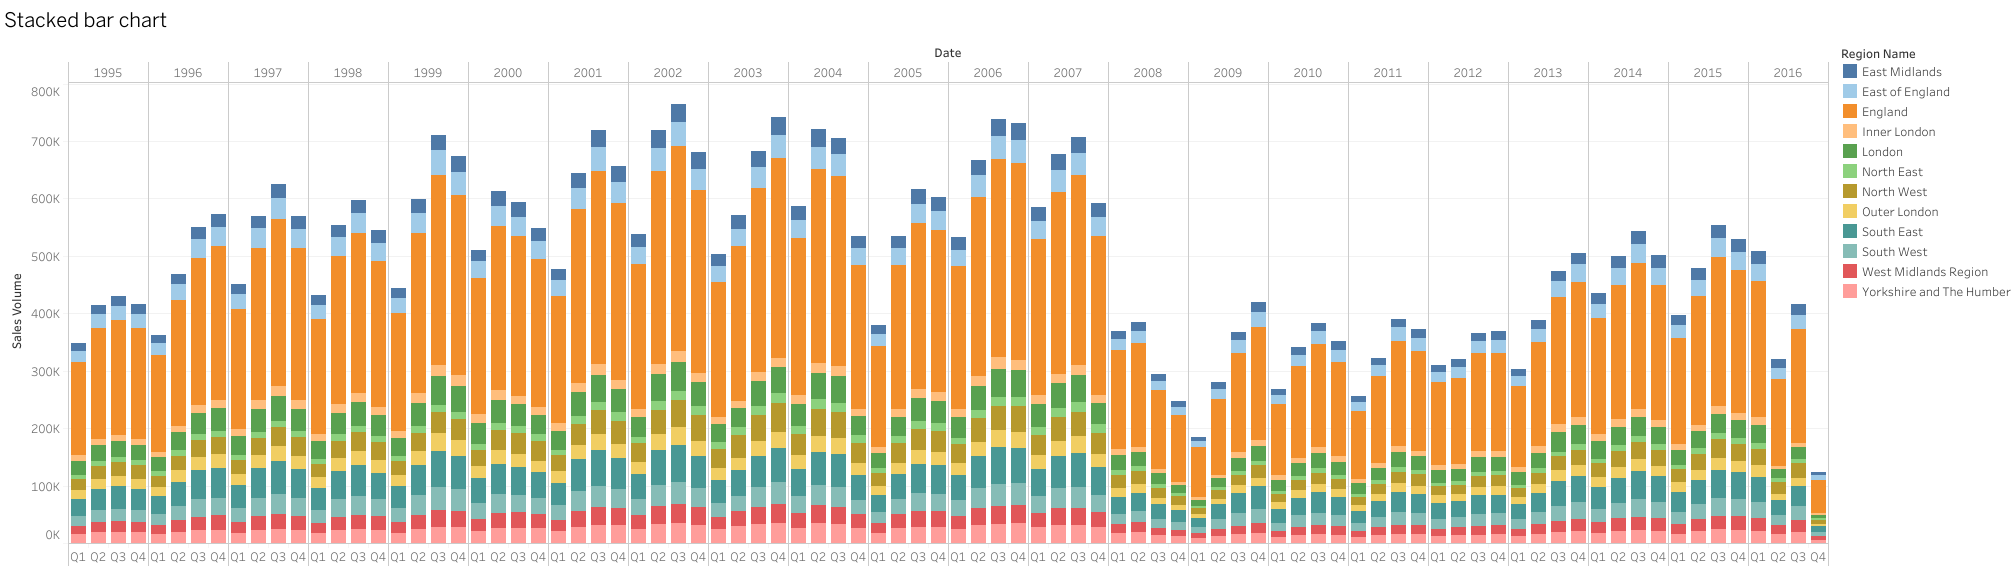 Stacked bar chart
Date
1995 1996 1997 1998 1999 2000 2001 2002 2003 2004 2005 2006 2007 2008 2009 2010 2011 2012 2013 2014 2015 2016
800K
700K
600K
500K
400K
300K
200K
100K
0K
Sales Volume
Q1 Q2 Q3 Q4 Q1 Q2 Q3 Q4 Q1 Q2 Q3 Q4 Q1 Q2 Q3 Q4 Q1 Q2 Q3 Q4 Q1 Q2 Q3 Q4 Q1 Q2 Q3 Q4 Q1 Q2 Q3 Q4 Q1 Q2 Q3 Q4 Q1 Q2 Q3 Q4 Q1 Q2 Q3 Q4 Q1 Q2 Q3 Q4 Q1 Q2 Q3 Q4 Q1 Q2 Q3 Q4 Q1 Q2 Q3 Q4 Q1 Q2 Q3 Q4 Q1 Q2 Q3 Q4 Q1 Q2 Q3 Q4 Q1 Q2 Q3 Q4 Q1 Q2 Q3 Q4 Q1 Q2 Q3 Q4 Q1 Q2 Q3 Q4
Region Name
East Midlands
East of England
England
Inner London
London
North East
North West
Outer London
South East
South West
West Midlands Region
Yorkshire and The Humber